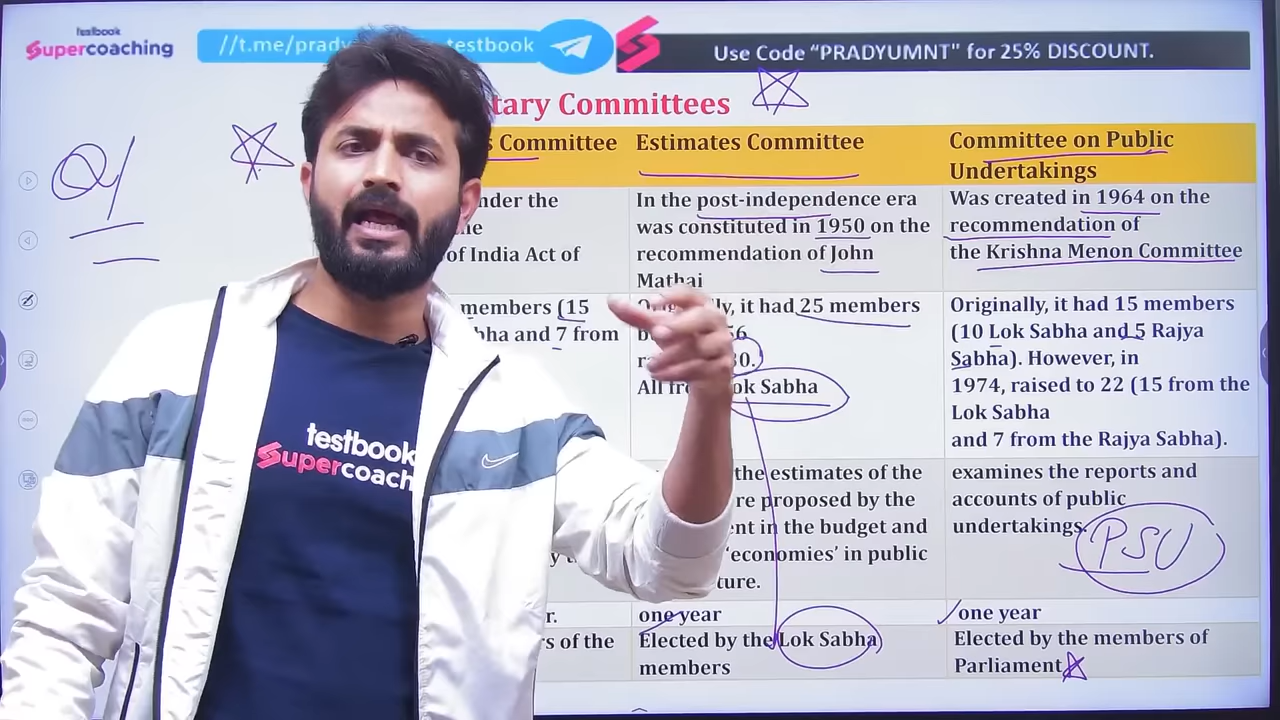 testbook
Supercoaching
//t.me/prady
testbook
Use Code “PRADYUMNT" for 25% DISCOUNT.
tary Committees
Q1
s Committee
Estimates Committee
Committee on Public
Undertakings
nder the
In the post-independence era
was constituted in 1950 on the
of India Act of
recommendation of John
Mathai
Was created in 1964 on the
recommendation of
the Krishna Menon Committee
members (15
bha and 7 from
it had 25 members
All
Lok Sabha
Originally, it had 15 members
(10 Lok Sabha and 5 Rajya
Sabha). However, in
1974, raised to 22 (15 from the
Lok Sabha
and 7 from the Rajya Sabha).
the estimates of the
re proposed by the
ent in the budget and
‘economies’ in public
ture.
examines the reports and
accounts of public
undertakings.
PSU
r.
one year
one year
rs of the
Elected by the Lok Sabha
members
Elected by the members of
Parliament
testbook
Supercoach